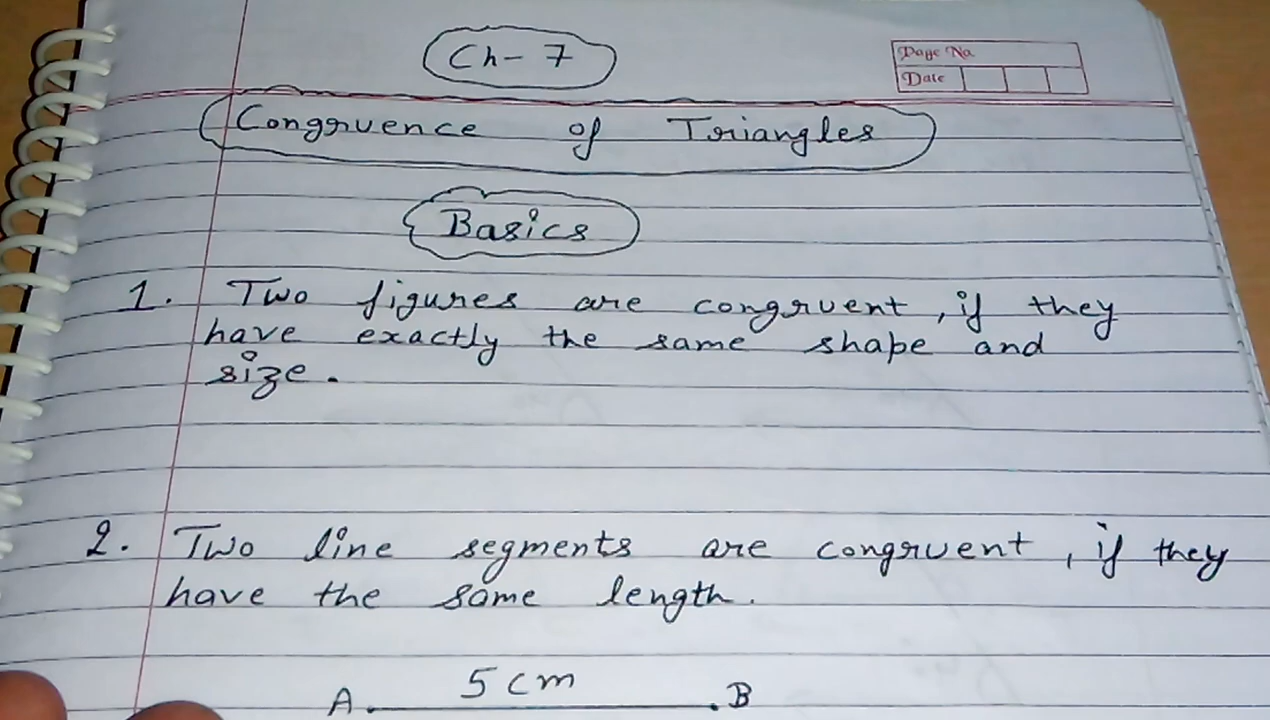 Ch- 7
Page No.
Date
Congruence of Triangles
Basics
1. Two figures are congruent, if they
have exactly the same shape and
size.
2. Two line segments are congruent, if they
have the same length.
5 cm
A B